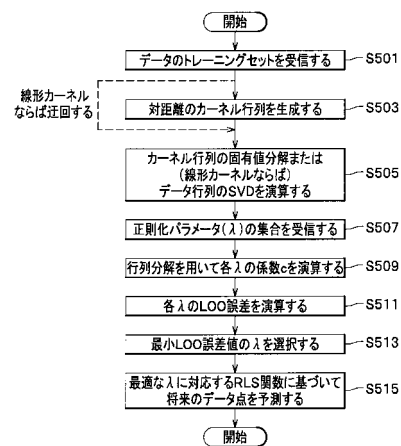 開始
データのトレーニングセットを受信する
S501
線形カーネル
ならば迂回する
対距離のカーネル行列を生成する
S503
カーネル行列の固有値分解または
(線形カーネルならば)
データ行列のSVDを演算する
S505
正則化パラメータ(λ)の集合を受信する
S507
行列分解を用いて各λの係数cを演算する
S509
各λのLOO誤差を演算する
S511
最小LOO誤差値のλを選択する
S513
最適なλに対応するRLS関数に基づいて
将来のデータ点を予測する
S515
開始